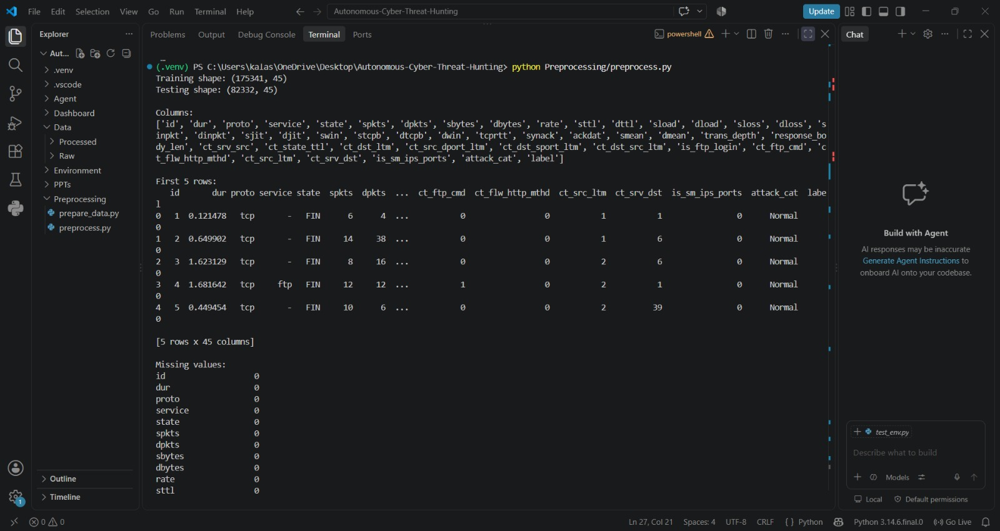 File Edit Selection View Go Run Terminal Help
Autonomous-Cyber-Threat-Hunting
Update
Explorer
Aut...
.venv
.vscode
Agent
Dashboard
Data
Processed
Raw
Environment
PPTs
Preprocessing
prepare_data.py
preprocess.py
Outline
Timeline
1
Problems Output Debug Console Terminal Ports
powershell
...
(.venv) PS C:\Users\kalas\OneDrive\Desktop\Autonomous-Cyber-Threat-Hunting> python Preprocessing/preprocess.py
Training shape: (175341, 45)
Testing shape: (82332, 45)
Columns:
['id', 'dur', 'proto', 'service', 'state', 'spkts', 'dpkts', 'sbytes', 'dbytes', 'rate', 'sttl', 'dttl', 'sload', 'dload', 'sloss', 'dloss', 's
inpkt', 'dinpkt', 'sjit', 'djit', 'swin', 'stcpb', 'dtcpb', 'dwin', 'tcprtt', 'synack', 'ackdat', 'smean', 'dmean', 'trans_depth', 'response_bo
dy_len', 'ct_srv_src', 'ct_state_ttl', 'ct_dst_ltm', 'ct_src_dport_ltm', 'ct_dst_sport_ltm', 'ct_dst_src_ltm', 'is_ftp_login', 'ct_ftp_cmd', 'c
t_flw_http_mthd', 'ct_src_ltm', 'ct_srv_dst', 'is_sm_ips_ports', 'attack_cat', 'label']
First 5 rows:
id dur proto service state spkts dpkts ... ct_ftp_cmd ct_flw_http_mthd ct_src_ltm ct_srv_dst is_sm_ips_ports attack_cat labe
l
0 1 0.121478 tcp - FIN 6 4 ... 0 0 1 1 0 Normal
0
1 2 0.649902 tcp - FIN 14 38 ... 0 0 1 6 0 Normal
0
2 3 1.623129 tcp - FIN 8 16 ... 0 0 2 6 0 Normal
0
3 4 1.681642 tcp ftp FIN 12 12 ... 1 0 2 1 0 Normal
0
4 5 0.449454 tcp - FIN 10 6 ... 0 0 2 39 0 Normal
0
[5 rows x 45 columns]
Missing values:
id 0
dur 0
proto 0
service 0
state 0
spkts 0
dpkts 0
sbytes 0
dbytes 0
rate 0
sttl 0
Chat
Build with Agent
AI responses may be inaccurate
Generate Agent Instructions to
onboard AI onto your codebase.
test_env.py
Describe what to build
Models
Local Default permissions
0 0
Ln 27, Col 21 Spaces: 4 UTF-8 CRLF { } Python Python 3.14.6.final.0 Go Live